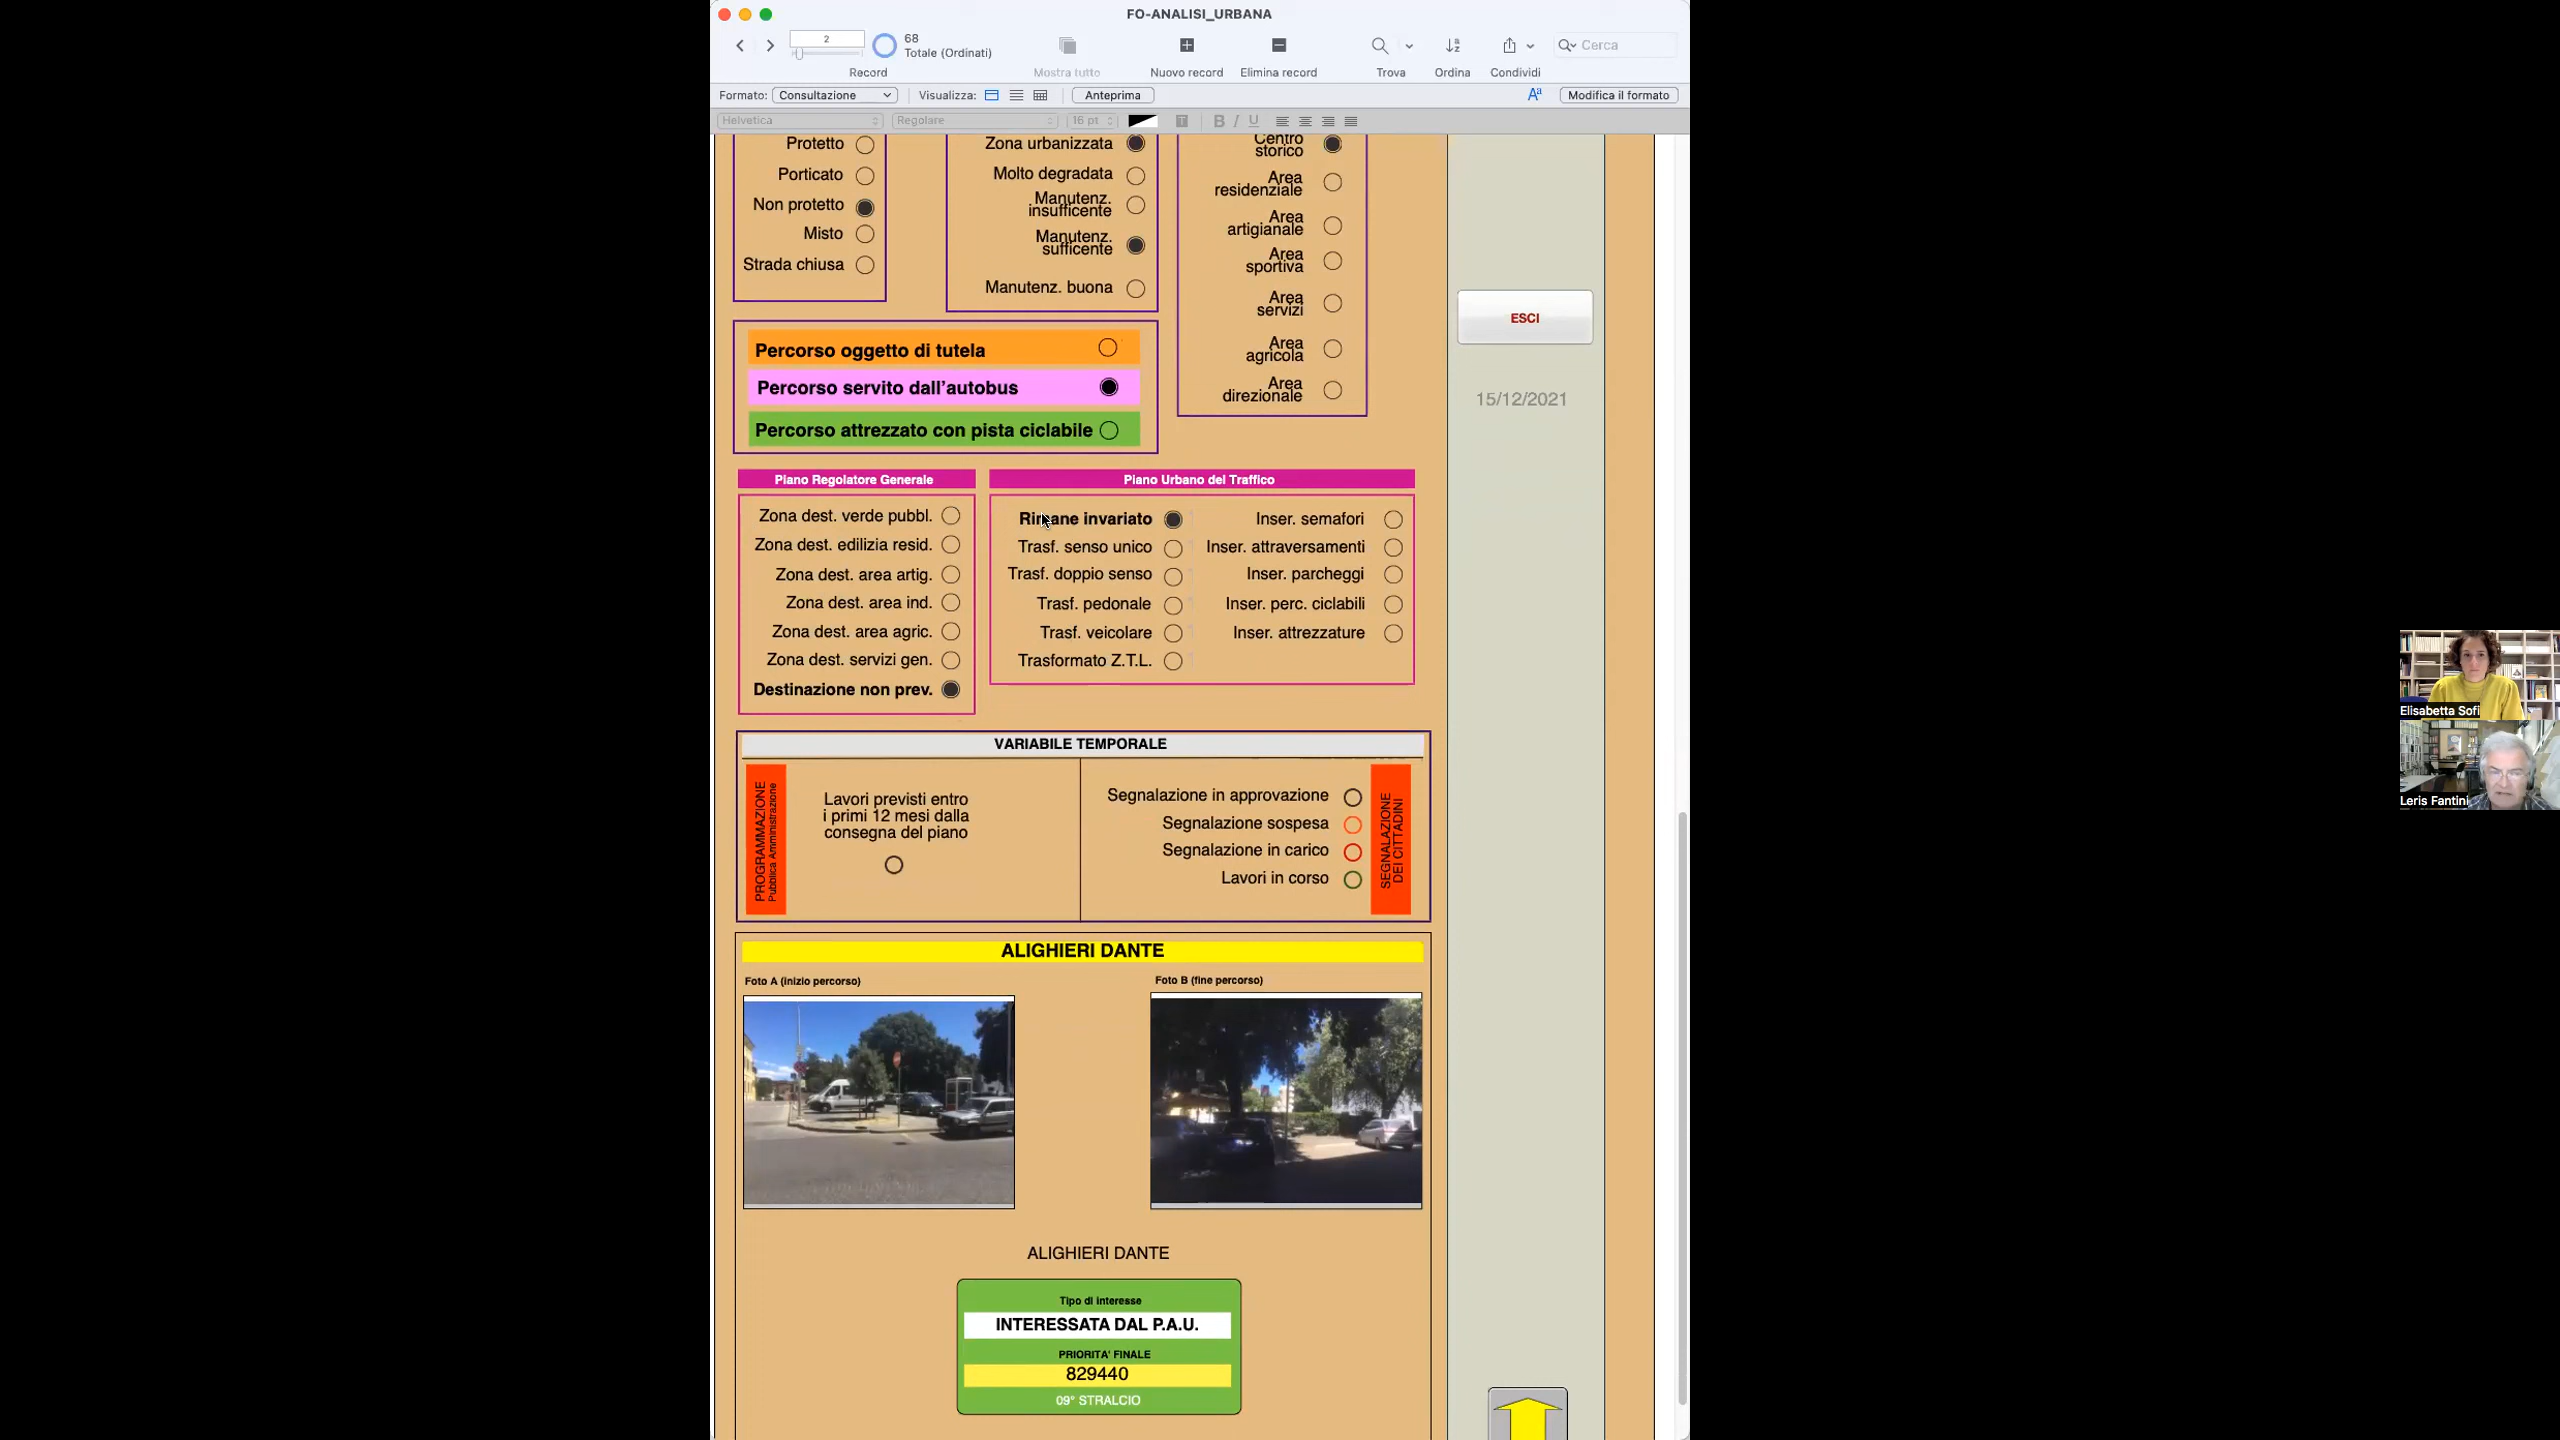 FO-ANALISI_URBANA
2
68
Totale (Ordinati)
Record
Mostra tutto
Nuovo record
Elimina record
Trova
Ordina
Condividi
Cerca
Formato:
Consultazione
Visualizza:
Anteprima
Aª
Modifica il formato
Helvetica
Regolare
16 pt
B I U
Protetto
Porticato
Non protetto
Misto
Strada chiusa
Zona urbanizzata
Molto degradata
Manutenz.
insufficente
Manutenz.
sufficente
Manutenz. buona
Centro
storico
Area
residenziale
Area
artigianale
Area
sportiva
Area
servizi
Area
agricola
Area
direzionale
ESCI
15/12/2021
Percorso oggetto di tutela
Percorso servito dall'autobus
Percorso attrezzato con pista ciclabile
Piano Regolatore Generale
Zona dest. verde pubbl.
Zona dest. edilizia resid.
Zona dest. area artig.
Zona dest. area ind.
Zona dest. area agric.
Zona dest. servizi gen.
Destinazione non prev.
Piano Urbano del Traffico
Rimane invariato
Trasf. senso unico
Trasf. doppio senso
Trasf. pedonale
Trasf. veicolare
Trasformato Z.T.L.
Inser. semafori
Inser. attraversamenti
Inser. parcheggi
Inser. perc. ciclabili
Inser. attrezzature
VARIABILE TEMPORALE
PROGRAMMAZIONE
Pubblica Amministrazione
Lavori previsti entro
i primi 12 mesi dalla
consegna del piano
Segnalazione in approvazione
Segnalazione sospesa
Segnalazione in carico
Lavori in corso
SEGNALAZIONE
DEI CITTADINI
ALIGHIERI DANTE
Foto A (inizio percorso)
Foto B (fine percorso)
ALIGHIERI DANTE
Tipo di interesse
INTERESSATA DAL P.A.U.
PRIORITA' FINALE
829440
09° STRALCIO
Elisabetta Sofi
Leris Fantini